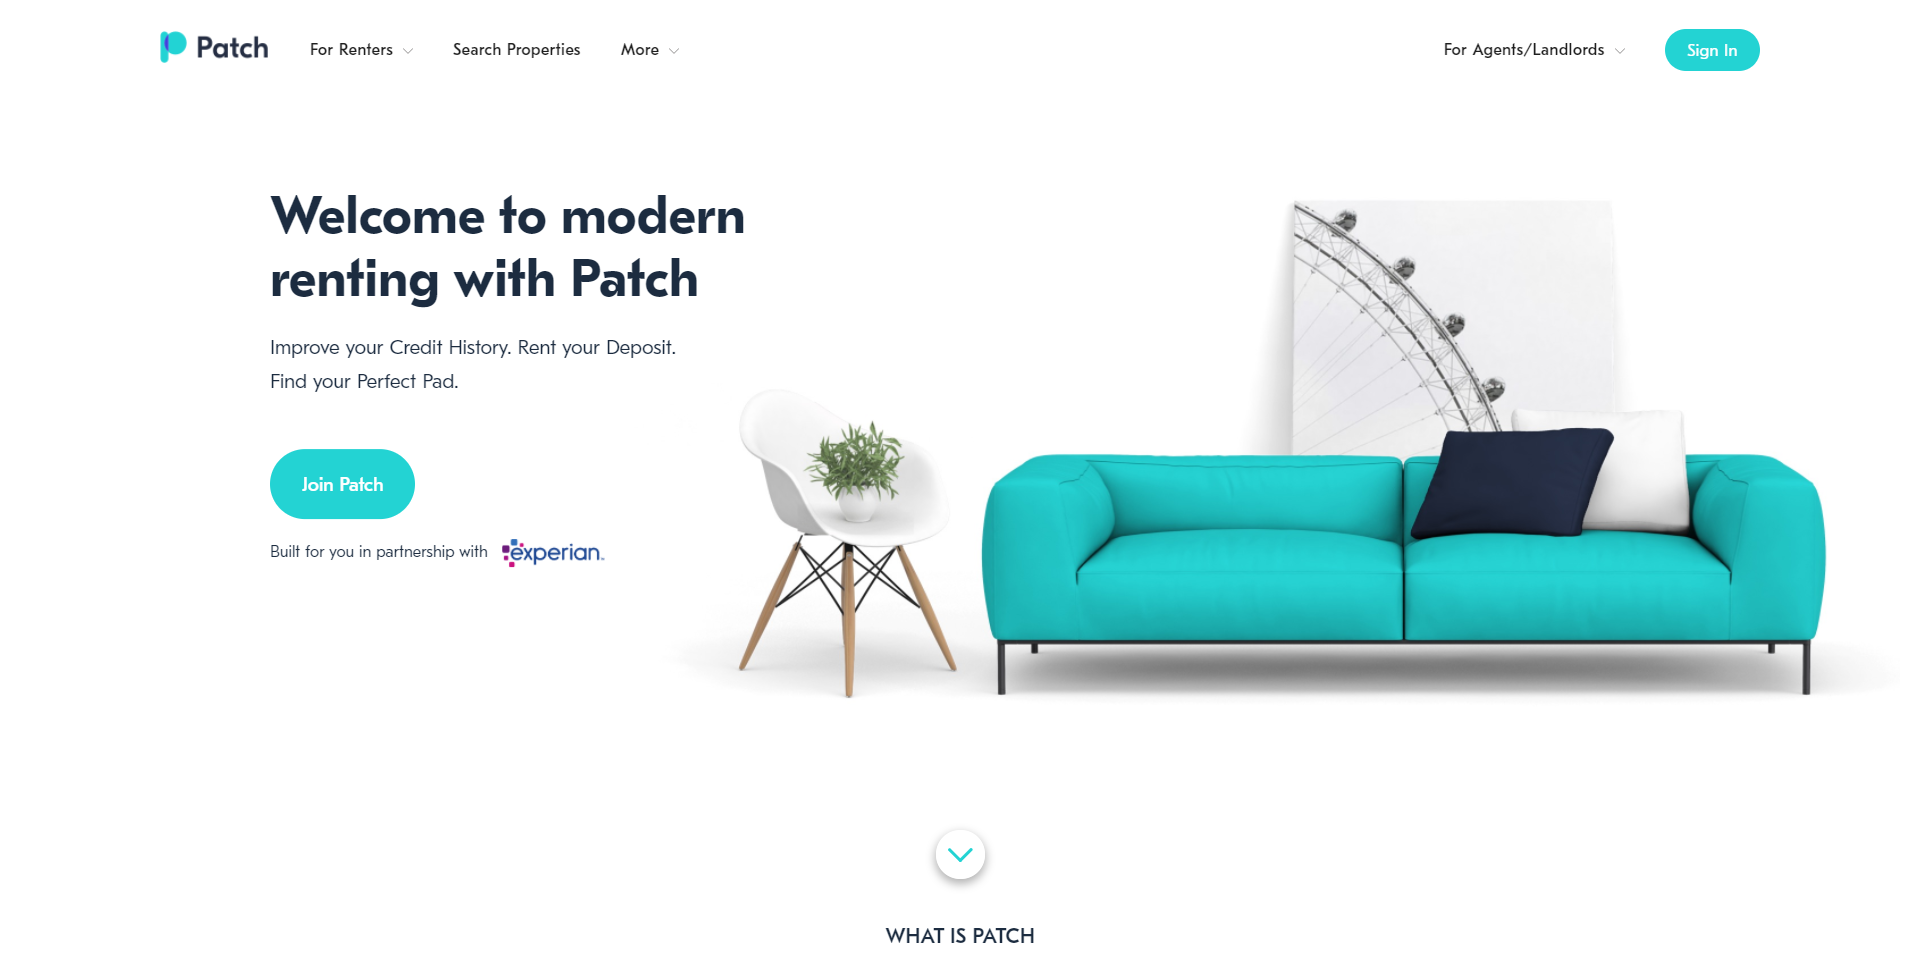 Patch
For Renters
Search Properties
More
For Agents/Landlords
Sign In
Welcome to modern
renting with Patch
Improve your Credit History. Rent your Deposit.
Find your Perfect Pad.
Join Patch
Built for you in partnership with
experian.
WHAT IS PATCH